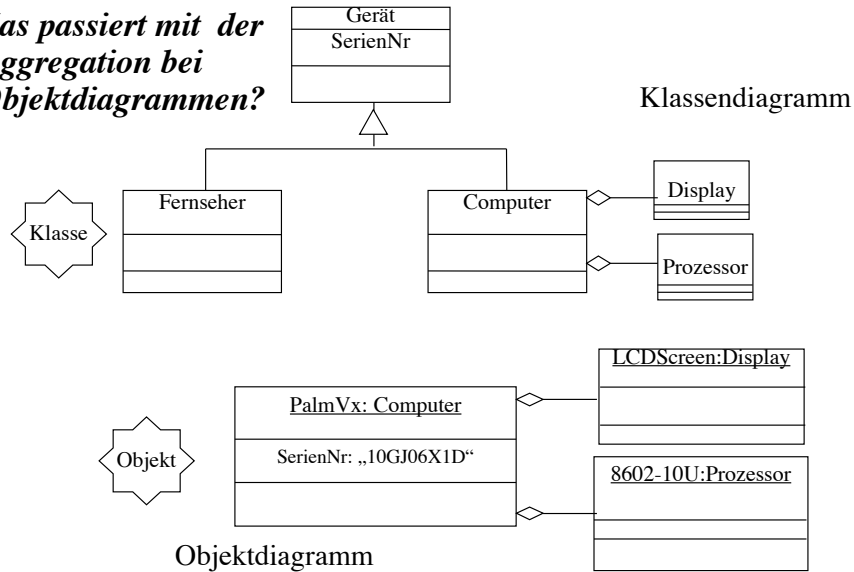 as passiert mit der
ggregation bei
bjektdiagrammen?
Gerät
SerienNr
Klassendiagramm
Klasse
Fernseher
Computer
Display
Prozessor
Objekt
PalmVx: Computer
SerienNr: „10GJ06X1D“
LCDScreen:Display
8602-10U:Prozessor
Objektdiagramm